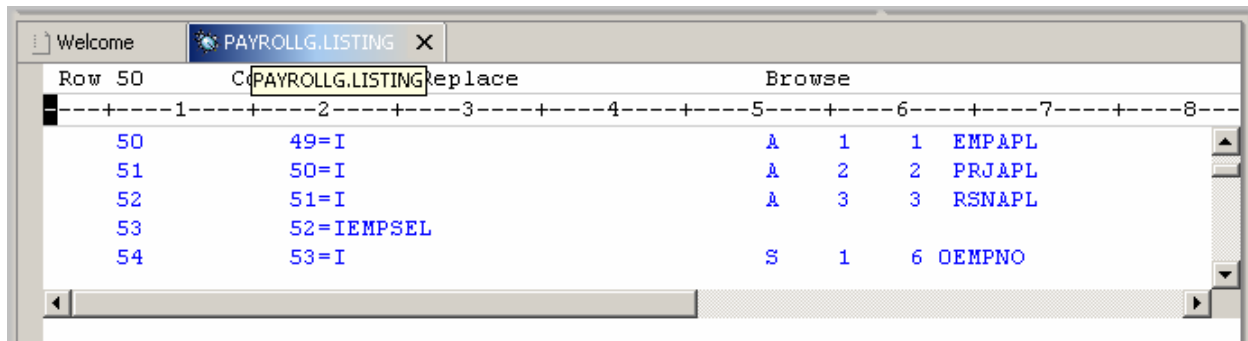 Welcome PAYROLLG.LISTING X
Row 50 PAYROLLG.LISTING Replace Browse
----+----1----+----2----+----3----+----4----+----5----+----6----+----7----+----8---
50 49=I A 1 1 EMPAPL
51 50=I A 2 2 PRJAPL
52 51=I A 3 3 RSNAPL
53 52=IEMPSEL
54 53=I S 1 6 OEMPNO